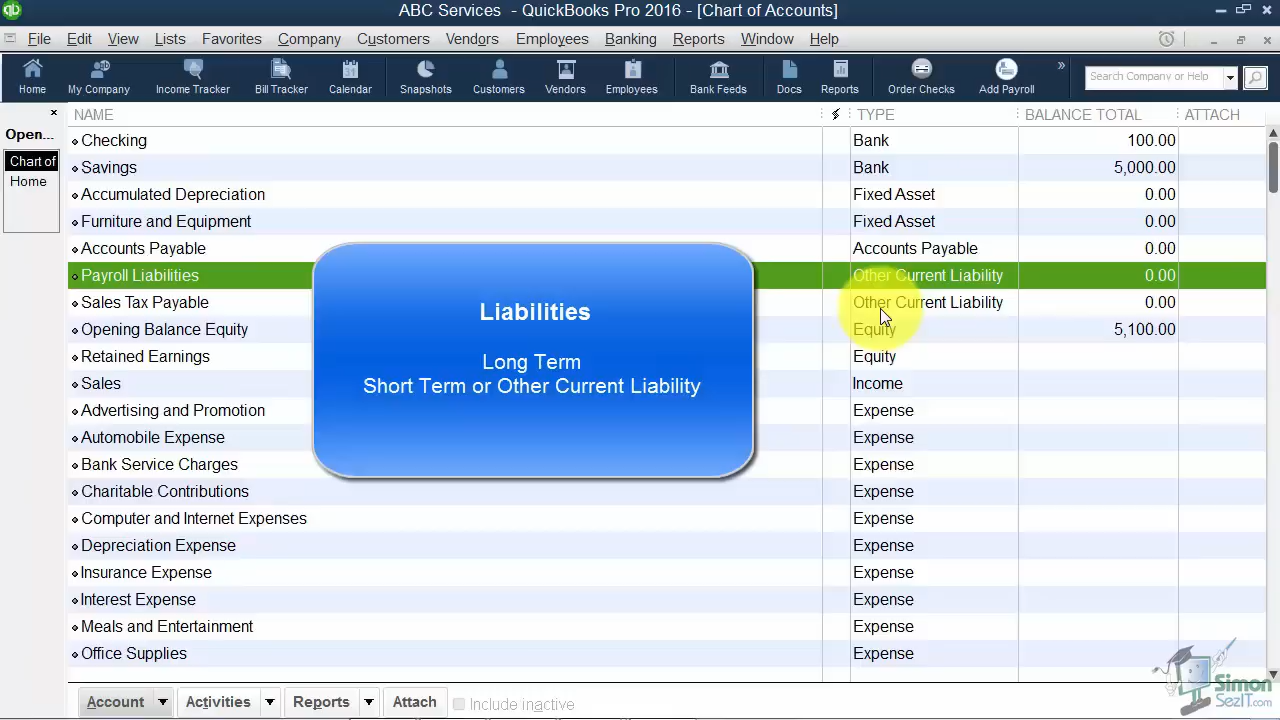 ABC Services - QuickBooks Pro 2016 - [Chart of Accounts]
File Edit View Lists Favorites Company Customers Vendors Employees Banking Reports Window Help
Home My Company Income Tracker Bill Tracker Calendar Snapshots Customers Vendors Employees Bank Feeds Docs Reports Order Checks Add Payroll » Search Company or Help
NAME TYPE BALANCE TOTAL ATTACH
Open...
Chart of
Home
Checking Bank 100.00
Savings Bank 5,000.00
Accumulated Depreciation Fixed Asset 0.00
Furniture and Equipment Fixed Asset 0.00
Accounts Payable Accounts Payable 0.00
Payroll Liabilities Other Current Liability 0.00
Sales Tax Payable Other Current Liability 0.00
Opening Balance Equity Equity 5,100.00
Retained Earnings Equity
Sales Income
Advertising and Promotion Expense
Automobile Expense Expense
Bank Service Charges Expense
Charitable Contributions Expense
Computer and Internet Expenses Expense
Depreciation Expense Expense
Insurance Expense Expense
Interest Expense Expense
Meals and Entertainment Expense
Office Supplies Expense
Liabilities
Long Term
Short Term or Other Current Liability
Account Activities Reports Attach Include inactive
Simon
SezIT.com